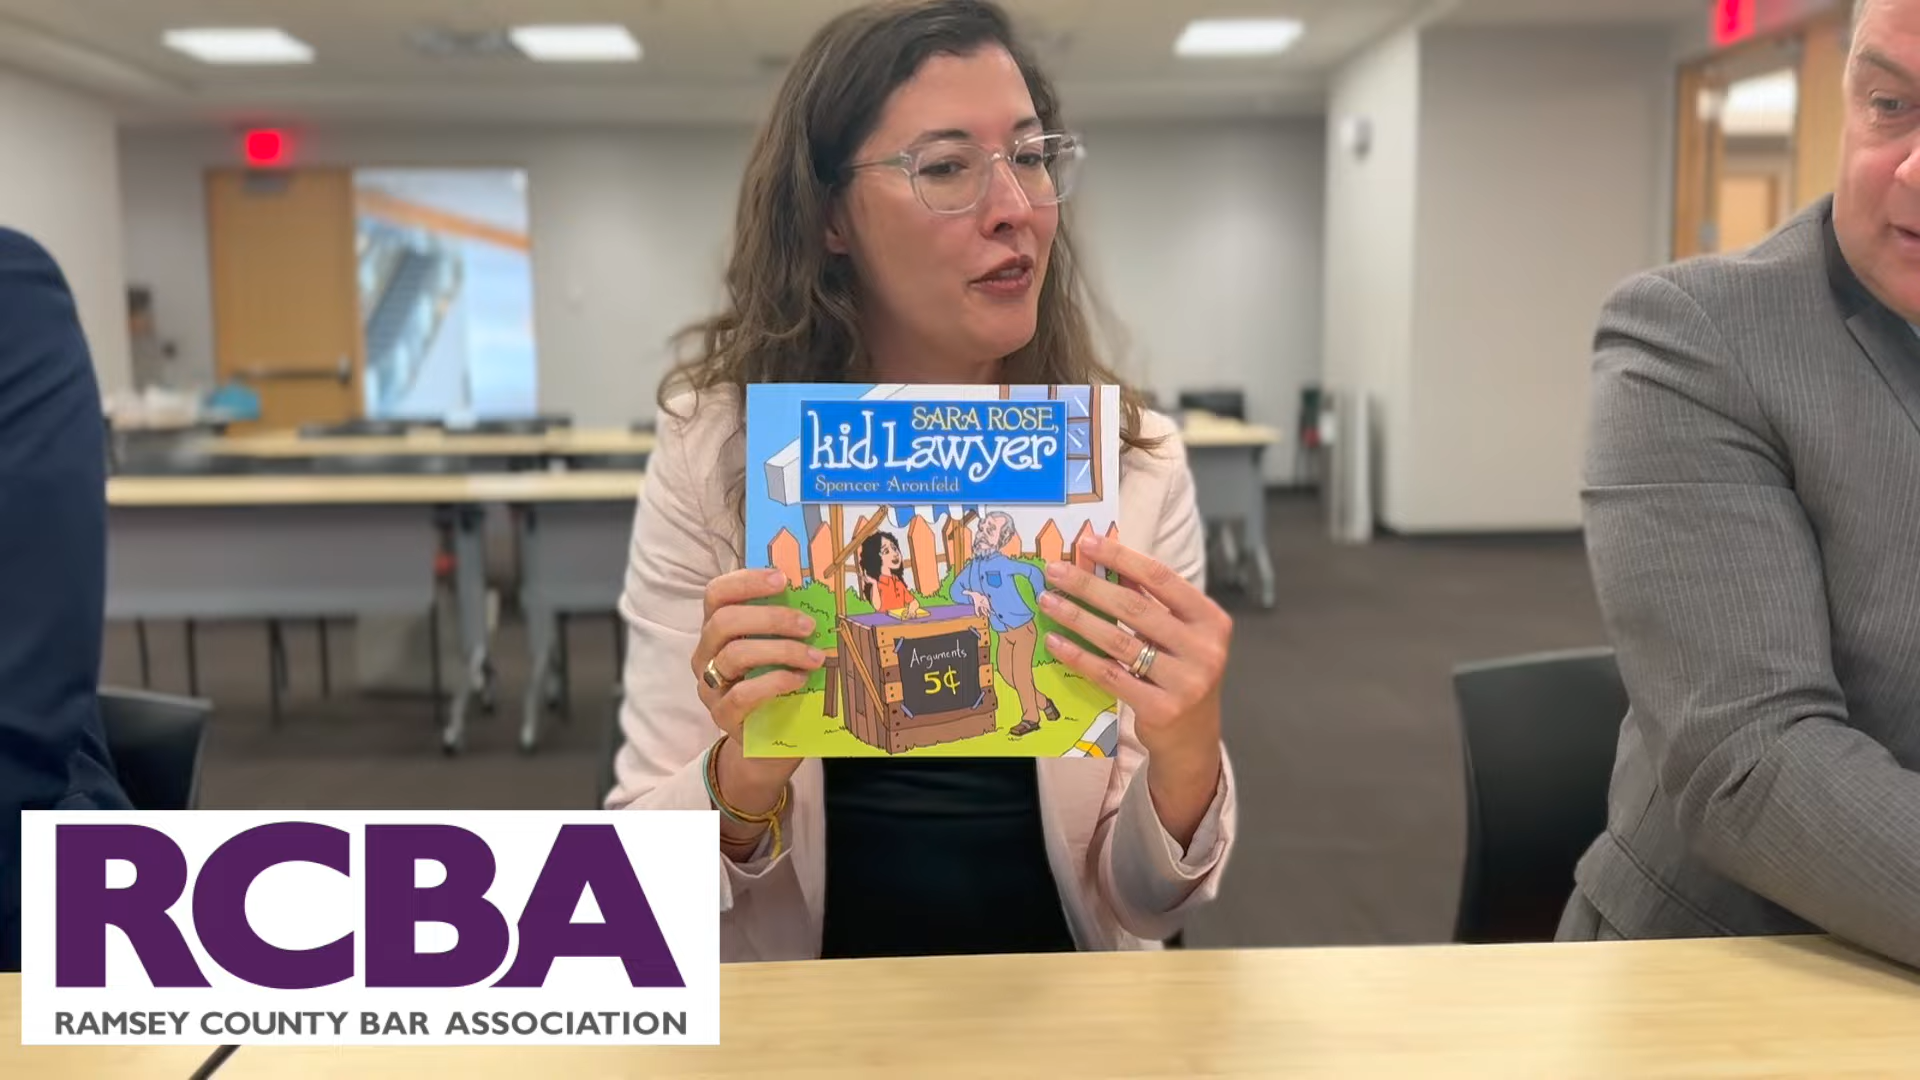 SARA ROSE,
kid Lawyer
Spencer Aronfeld
Arguments
5¢
RCBA
RAMSEY COUNTY BAR ASSOCIATION